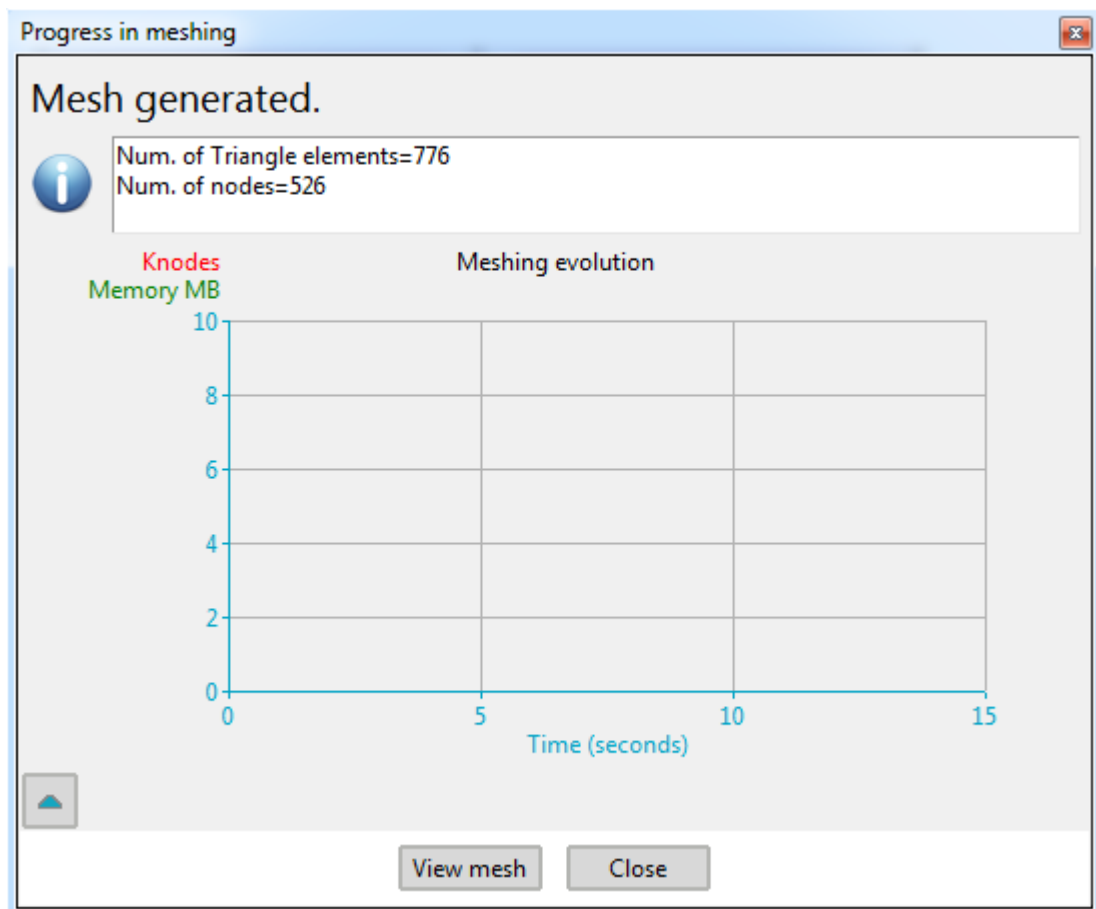 Progress in meshing
Mesh generated.
Num. of Triangle elements=776
Num. of nodes=526
Knodes
Meshing evolution
Memory MB
10
8
6
4
2
0
0 5 10 15
Time (seconds)
View mesh Close